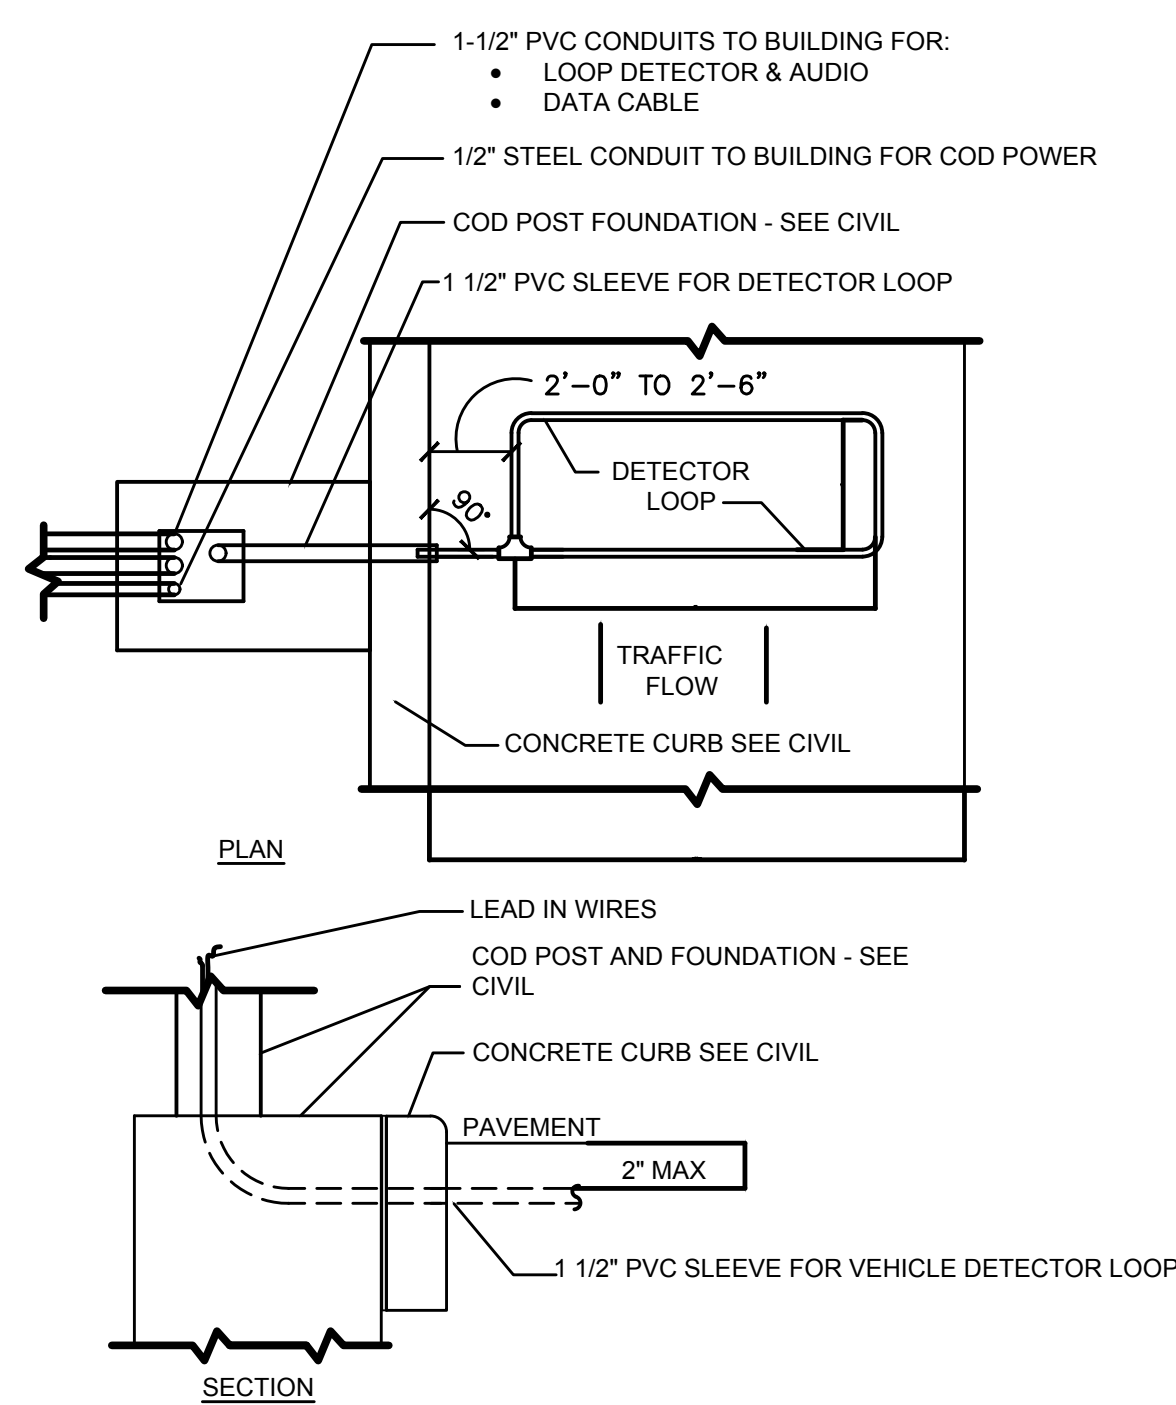 1-1/2" PVC CONDUITS TO BUILDING FOR:
• LOOP DETECTOR & AUDIO
• DATA CABLE
1/2" STEEL CONDUIT TO BUILDING FOR COD POWER
COD POST FOUNDATION - SEE CIVIL
1 1/2" PVC SLEEVE FOR DETECTOR LOOP
2'-0" TO 2'-6"
DETECTOR
LOOP
90°
TRAFFIC
FLOW
CONCRETE CURB SEE CIVIL
PLAN
LEAD IN WIRES
COD POST AND FOUNDATION - SEE
CIVIL
CONCRETE CURB SEE CIVIL
PAVEMENT
2" MAX
1 1/2" PVC SLEEVE FOR VEHICLE DETECTOR LOOP
SECTION